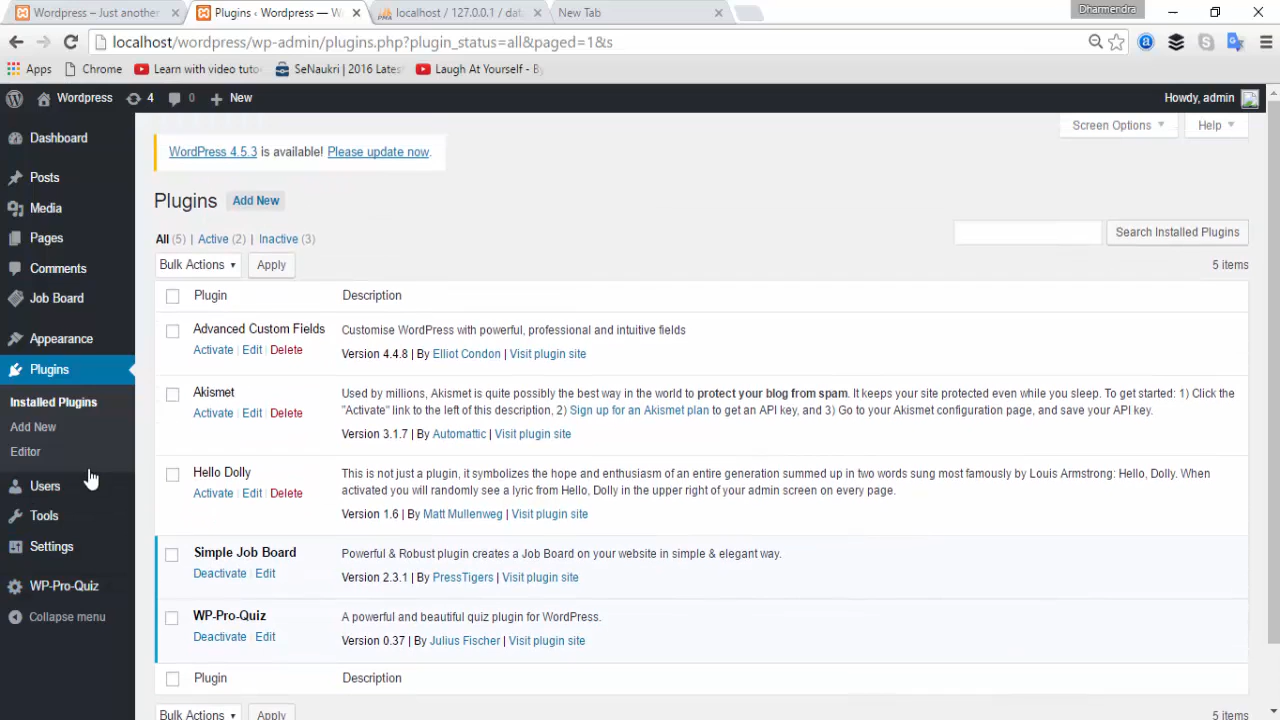 Wordpress – Just another
Plugins ‹ Wordpress — W
localhost / 127.0.0.1 / dat
New Tab
Dharmendra
localhost/wordpress/wp-admin/plugins.php?plugin_status=all&paged=1&s
Apps
Chrome
Learn with video tuto
SeNaukri | 2016 Lates
Laugh At Yourself - By
Wordpress
4
0
New
Howdy, admin
Dashboard
Posts
Media
Pages
Comments
Job Board
Appearance
Plugins
Installed Plugins
Add New
Editor
Users
Tools
Settings
WP-Pro-Quiz
Collapse menu
Screen Options
Help
WordPress 4.5.3 is available! Please update now.
Plugins Add New
All (5) | Active (2) | Inactive (3)
Search Installed Plugins
Bulk Actions Apply
5 items
Plugin Description
Advanced Custom Fields
Activate | Edit | Delete
Customise WordPress with powerful, professional and intuitive fields
Version 4.4.8 | By Elliot Condon | Visit plugin site
Akismet
Activate | Edit | Delete
Used by millions, Akismet is quite possibly the best way in the world to protect your blog from spam. It keeps your site protected even while you sleep. To get started: 1) Click the
"Activate" link to the left of this description, 2) Sign up for an Akismet plan to get an API key, and 3) Go to your Akismet configuration page, and save your API key.
Version 3.1.7 | By Automattic | Visit plugin site
Hello Dolly
Activate | Edit | Delete
This is not just a plugin, it symbolizes the hope and enthusiasm of an entire generation summed up in two words sung most famously by Louis Armstrong: Hello, Dolly. When
activated you will randomly see a lyric from Hello, Dolly in the upper right of your admin screen on every page.
Version 1.6 | By Matt Mullenweg | Visit plugin site
Simple Job Board
Deactivate | Edit
Powerful & Robust plugin creates a Job Board on your website in simple & elegant way.
Version 2.3.1 | By PressTigers | Visit plugin site
WP-Pro-Quiz
Deactivate | Edit
A powerful and beautiful quiz plugin for WordPress.
Version 0.37 | By Julius Fischer | Visit plugin site
Plugin Description
Bulk Actions Apply
5 items